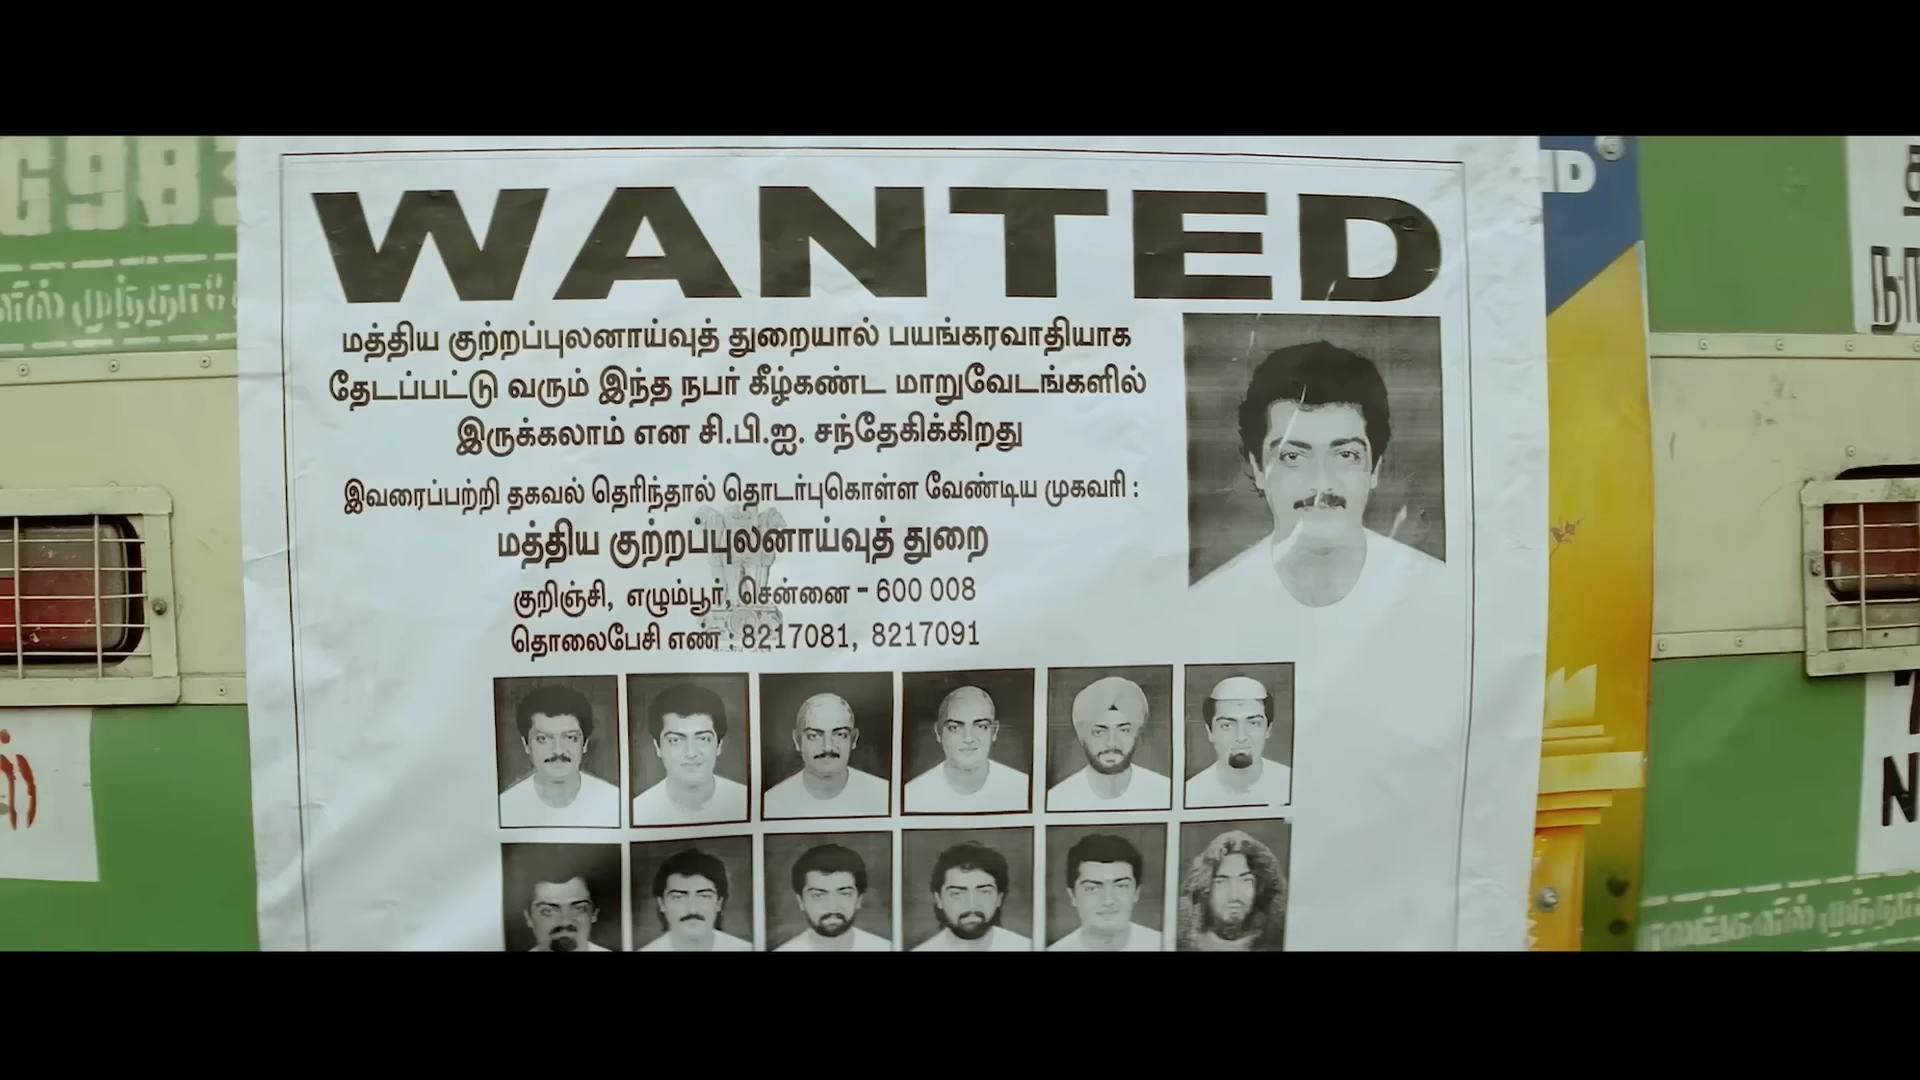 WANTED
மத்திய குற்றப்புலனாய்வுத் துறையால் பயங்கரவாதியாக
தேடப்பட்டு வரும் இந்த நபர் கீழ்கண்ட மாறுவேடங்களில்
இருக்கலாம் என சி.பி.ஐ. சந்தேகிக்கிறது
இவரைப்பற்றி தகவல் தெரிந்தால் தொடர்புகொள்ள வேண்டிய முகவரி :
மத்திய குற்றப்புலனாய்வுத் துறை
குறிஞ்சி, எழும்பூர், சென்னை - 600 008
தொலைபேசி எண் : 8217081, 8217091